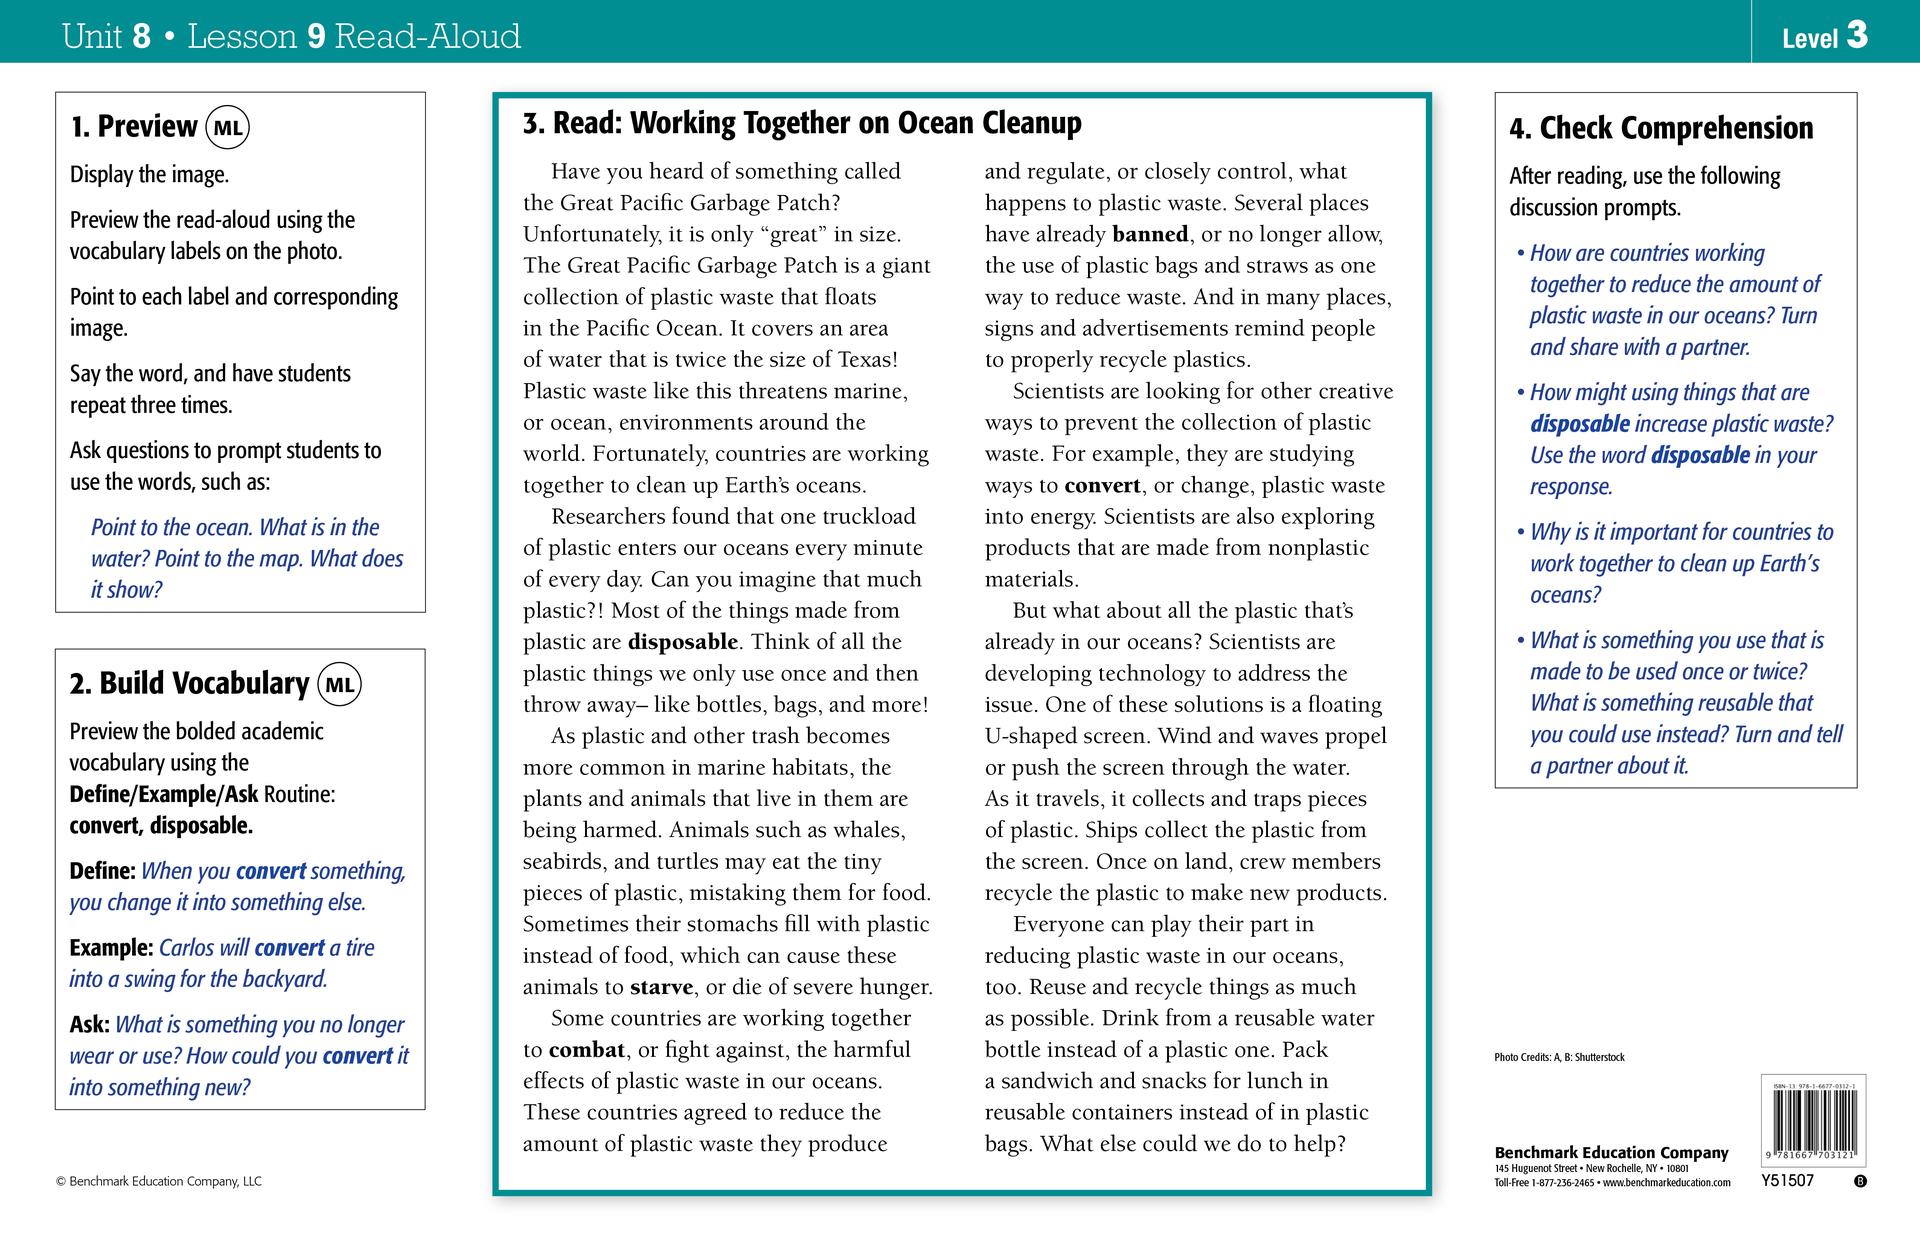 Unit 8 • Lesson 9 Read-Aloud
Level 3
1. Preview ML
Display the image.
Preview the read-aloud using the
vocabulary labels on the photo.
Point to each label and corresponding
image.
Say the word, and have students
repeat three times.
Ask questions to prompt students to
use the words, such as:
Point to the ocean. What is in the
water? Point to the map. What does
it show?
2. Build Vocabulary ML
Preview the bolded academic
vocabulary using the
Define/Example/Ask Routine:
convert, disposable.
Define: When you convert something,
you change it into something else.
Example: Carlos will convert a tire
into a swing for the backyard.
Ask: What is something you no longer
wear or use? How could you convert it
into something new?
© Benchmark Education Company, LLC
3. Read: Working Together on Ocean Cleanup
Have you heard of something called
the Great Pacific Garbage Patch?
Unfortunately, it is only “great” in size.
The Great Pacific Garbage Patch is a giant
collection of plastic waste that floats
in the Pacific Ocean. It covers an area
of water that is twice the size of Texas!
Plastic waste like this threatens marine,
or ocean, environments around the
world. Fortunately, countries are working
together to clean up Earth’s oceans.
Researchers found that one truckload
of plastic enters our oceans every minute
of every day. Can you imagine that much
plastic?! Most of the things made from
plastic are disposable. Think of all the
plastic things we only use once and then
throw away– like bottles, bags, and more!
As plastic and other trash becomes
more common in marine habitats, the
plants and animals that live in them are
being harmed. Animals such as whales,
seabirds, and turtles may eat the tiny
pieces of plastic, mistaking them for food.
Sometimes their stomachs fill with plastic
instead of food, which can cause these
animals to starve, or die of severe hunger.
Some countries are working together
to combat, or fight against, the harmful
effects of plastic waste in our oceans.
These countries agreed to reduce the
amount of plastic waste they produce
and regulate, or closely control, what
happens to plastic waste. Several places
have already banned, or no longer allow,
the use of plastic bags and straws as one
way to reduce waste. And in many places,
signs and advertisements remind people
to properly recycle plastics.
Scientists are looking for other creative
ways to prevent the collection of plastic
waste. For example, they are studying
ways to convert, or change, plastic waste
into energy. Scientists are also exploring
products that are made from nonplastic
materials.
But what about all the plastic that’s
already in our oceans? Scientists are
developing technology to address the
issue. One of these solutions is a floating
U-shaped screen. Wind and waves propel
or push the screen through the water.
As it travels, it collects and traps pieces
of plastic. Ships collect the plastic from
the screen. Once on land, crew members
recycle the plastic to make new products.
Everyone can play their part in
reducing plastic waste in our oceans,
too. Reuse and recycle things as much
as possible. Drink from a reusable water
bottle instead of a plastic one. Pack
a sandwich and snacks for lunch in
reusable containers instead of in plastic
bags. What else could we do to help?
4. Check Comprehension
After reading, use the following
discussion prompts.
• How are countries working
together to reduce the amount of
plastic waste in our oceans? Turn
and share with a partner.
• How might using things that are
disposable increase plastic waste?
Use the word disposable in your
response.
• Why is it important for countries to
work together to clean up Earth’s
oceans?
• What is something you use that is
made to be used once or twice?
What is something reusable that
you could use instead? Turn and tell
a partner about it.
Photo Credits: A, B: Shutterstock
Benchmark Education Company
145 Huguenot Street • New Rochelle, NY • 10801
Toll-Free 1-877-236-2465 • www.benchmarkeducation.com
ISBN-13 978-1-6677-0312-1
9 781667 703121
Y51507
B